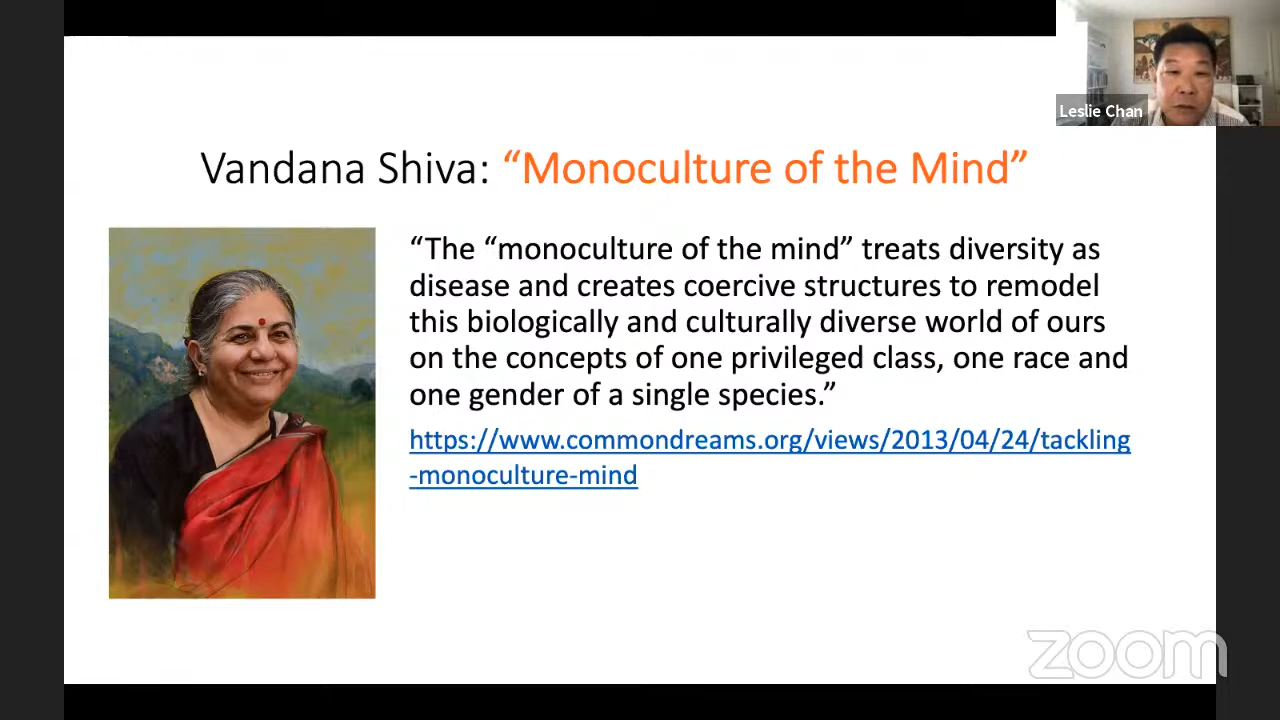 Leslie Chan
Vandana Shiva: “Monoculture of the Mind”
“The “monoculture of the mind” treats diversity as
disease and creates coercive structures to remodel
this biologically and culturally diverse world of ours
on the concepts of one privileged class, one race and
one gender of a single species.”
https://www.commondreams.org/views/2013/04/24/tackling
-monoculture-mind
zoom